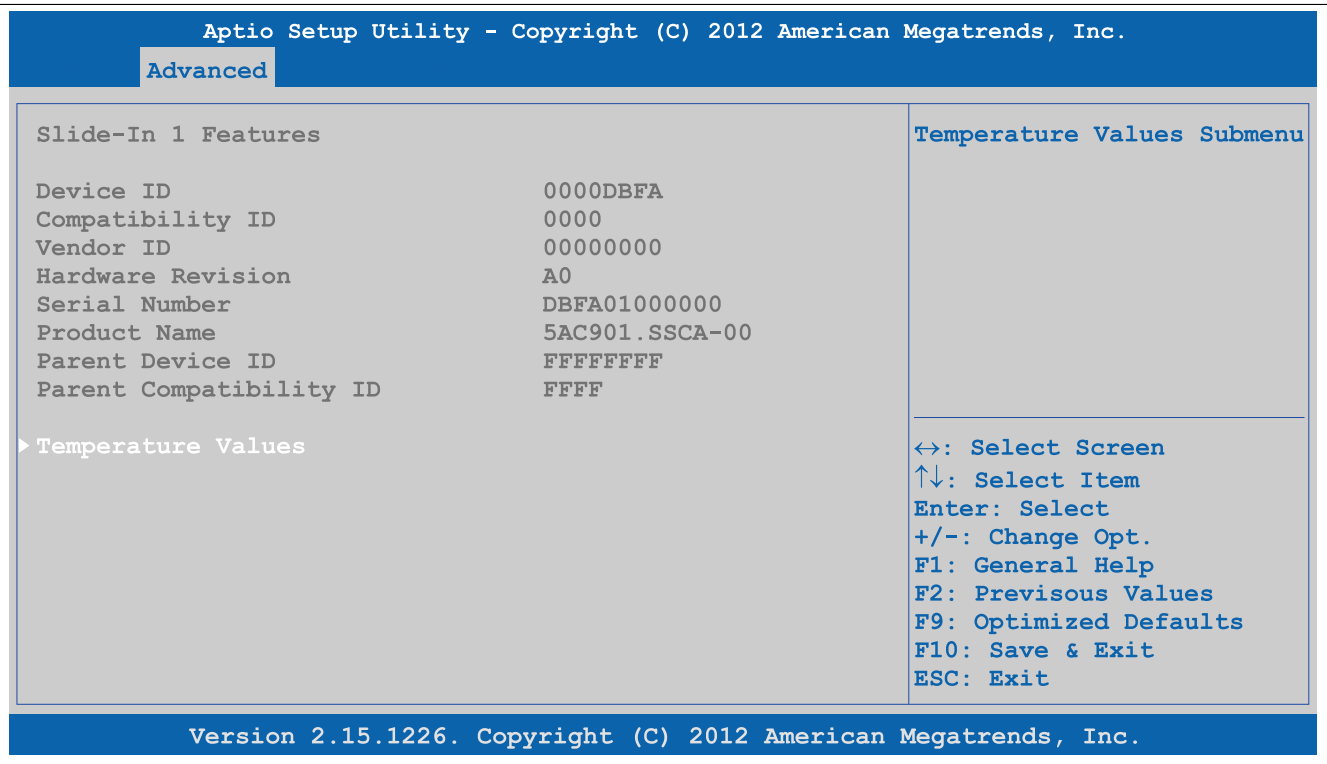 Aptio Setup Utility - Copyright (C) 2012 American Megatrends, Inc.
Advanced
Slide-In 1 Features
Device ID 0000DBFA
Compatibility ID 0000
Vendor ID 00000000
Hardware Revision A0
Serial Number DBFA01000000
Product Name 5AC901.SSCA-00
Parent Device ID FFFFFFFF
Parent Compatibility ID FFFF
Temperature Values
Temperature Values Submenu
↔: Select Screen
↑↓: Select Item
Enter: Select
+/-: Change Opt.
F1: General Help
F2: Previsous Values
F9: Optimized Defaults
F10: Save & Exit
ESC: Exit
Version 2.15.1226. Copyright (C) 2012 American Megatrends, Inc.